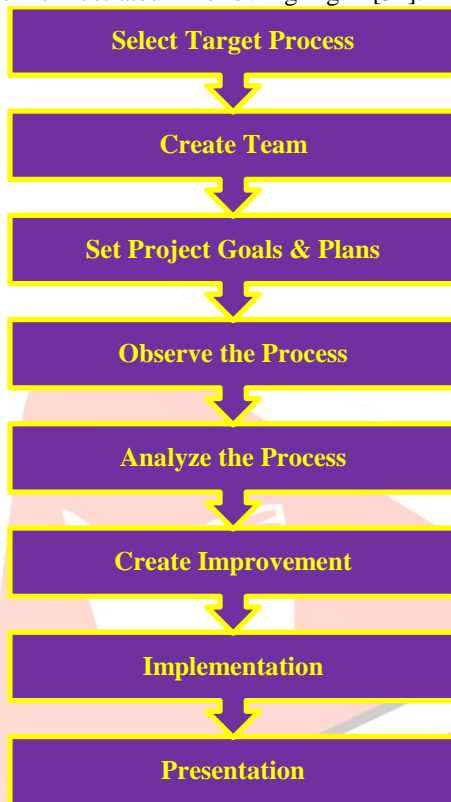 Select Target Process
Create Team
Set Project Goals & Plans
Observe the Process
Analyze the Process
Create Improvement
Implementation
Presentation